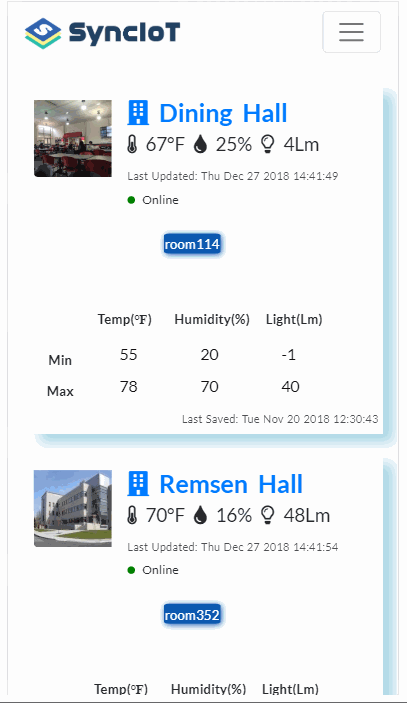 SyncIoT
Dining Hall
67°F 25% 4Lm
Last Updated: Thu Dec 27 2018 14:41:49
Online
room114
Temp(°F) Humidity(%) Light(Lm)
Min 55 20 -1
Max 78 70 40
Last Saved: Tue Nov 20 2018 12:30:43
Remsen Hall
70°F 16% 48Lm
Last Updated: Thu Dec 27 2018 14:41:54
Online
room352
Temp(°F) Humidity(%) Light(Lm)